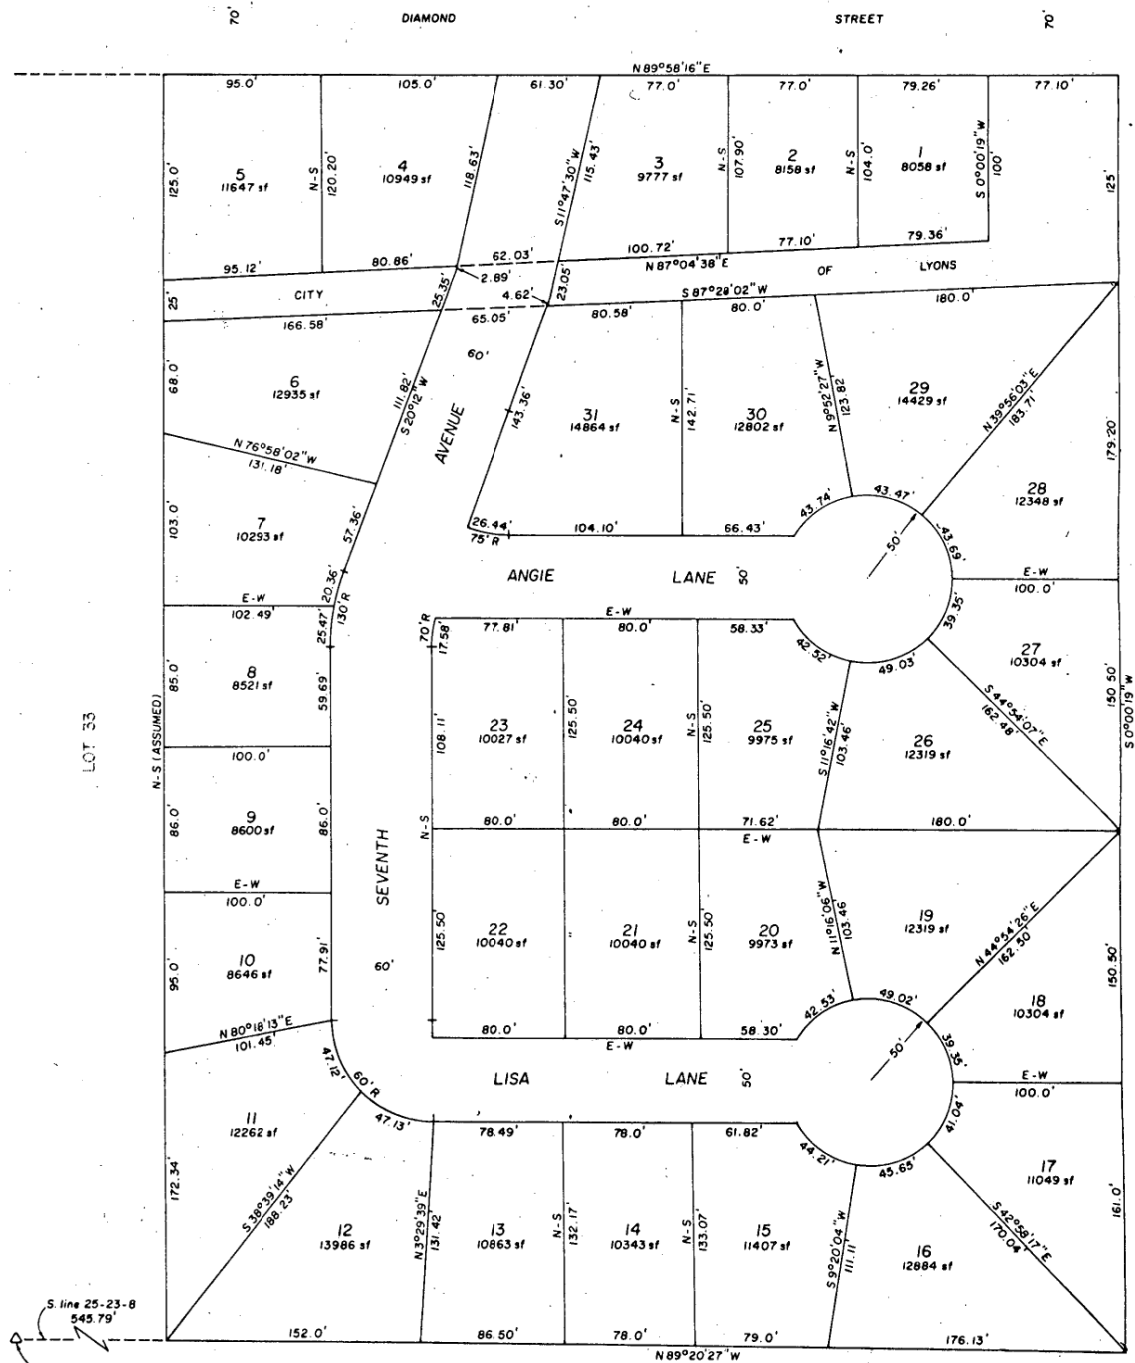 70'
DIAMOND
STREET
70'
N 89°58'16" E
95.0'
105.0'
61.30'
77.0'
77.0'
79.26'
77.10'
125.0'
5
11647 sf
N-S
120.20'
4
10949 sf
118.63'
S 11°47'30" W
115.43'
3
9777 sf
N-S
107.90'
2
8158 sf
N-S
104.0'
1
8058 sf
S 0°00'19" W
100'
125'
95.12'
80.86'
62.03'
100.72'
77.10'
79.36'
N 87°04'38" E
2.89'
25'
CITY
OF
LYONS
25.35'
4.62'
23.05'
S 87°28'02" W
166.58'
65.05'
80.58'
80.0'
180.0'
60'
68.0'
6
12935 sf
111.82'
S 20°12' W
AVENUE
143.36'
31
14864 sf
N-S
142.71'
30
12802 sf
N 9°52'27" W
123.82'
29
14429 sf
N 39°56'03" E
183.71'
179.20'
N 76°58'02" W
131.18'
28
12348 sf
103.0'
7
10293 sf
57.36'
26.44'
75' R
104.10'
66.43'
43.74'
43.47'
43.69'
50'
ANGIE
LANE
50'
E-W
100.0'
E-W
102.49'
20.36'
130' R
25.47'
39.35'
70' R
17.58'
E-W
77.81'
80.0'
58.33'
42.52'
49.03'
27
10304 sf
85.0'
8
8521 sf
59.69'
S 44°54'07" E
162.48'
150.50'
S 0°00'19" W
LOT 33
N-S (ASSUMED)
108.11'
23
10027 sf
125.50'
24
10040 sf
N-S
125.50'
25
9975 sf
S 11°16'42" W
103.46'
26
12319 sf
100.0'
86.0'
9
8600 sf
86.0'
SEVENTH
N-S
80.0'
80.0'
71.62'
E-W
180.0'
E-W
100.0'
95.0'
10
8646 sf
77.91'
60'
125.50'
22
10040 sf
21
10040 sf
N-S
125.50'
20
9973 sf
N 11°16'06" W
103.46'
19
12319 sf
N 44°54'26" E
162.50'
150.50'
18
10304 sf
N 80°18'13" E
101.45'
80.0'
80.0'
58.30'
E-W
42.53'
49.02'
39.35'
50'
47.12'
60' R
LISA
LANE
50'
E-W
100.0'
41.04'
47.13'
78.49'
78.0'
61.82'
44.21'
45.65'
11
12262 sf
172.34'
S 38°39'14" W
188.23'
12
13986 sf
N 3°29'39" E
131.42'
13
10863 sf
N-S
132.17'
14
10343 sf
N-S
133.07'
15
11407 sf
S 9°20'04" W
111.11'
16
12884 sf
S 42°58'17" E
170.04'
17
11049 sf
161.0'
S. line 25-23-8
545.79'
152.0'
86.50'
78.0'
79.0'
176.13'
N 89°20'27" W